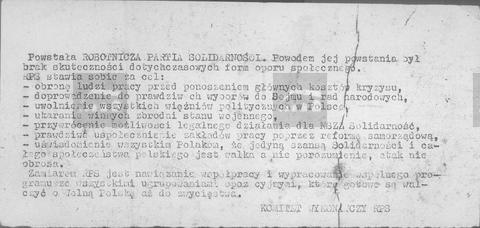 Powstała ROBOTNICZA PARTIA SOLIDARNOŚCI. Powodem jej powstania był
brak skuteczności dotychczasowych form oporu społecznego.
RPS stawia sobie za cel:
- obronę ludzi pracy przed ponoszeniem głównych kosztów kryzysu,
- doprowadzenie do prawdziwych wyborów do Sejmu i rad narodowych,
- uwolnienie wszystkich więźniów politycznych w Polsce,
- ukaranie winnych zbrodni stanu wojennego,
- przywrócenie możliwości legalnego działania dla NSZZ Solidarność,
- prawdziwe uspołecznienie zakładów pracy poprzez reformę samorządową,
- uświadomienie wszystkim Polakom, że jedyną szansą Solidarności i ca-
łego społeczeństwa polskiego jest walka a nie porozumienie, atak nie
obrona.
Zamiarem RPS jest nawiązanie współpracy i wypracowanie wspólnego pro-
gramu ze wszystkimi ugrupowaniami opozycyjnymi, które gotowe są wal-
czyć o Wolną Polskę aż do zwycięstwa.
KOMITET WYKONAWCZY RPS